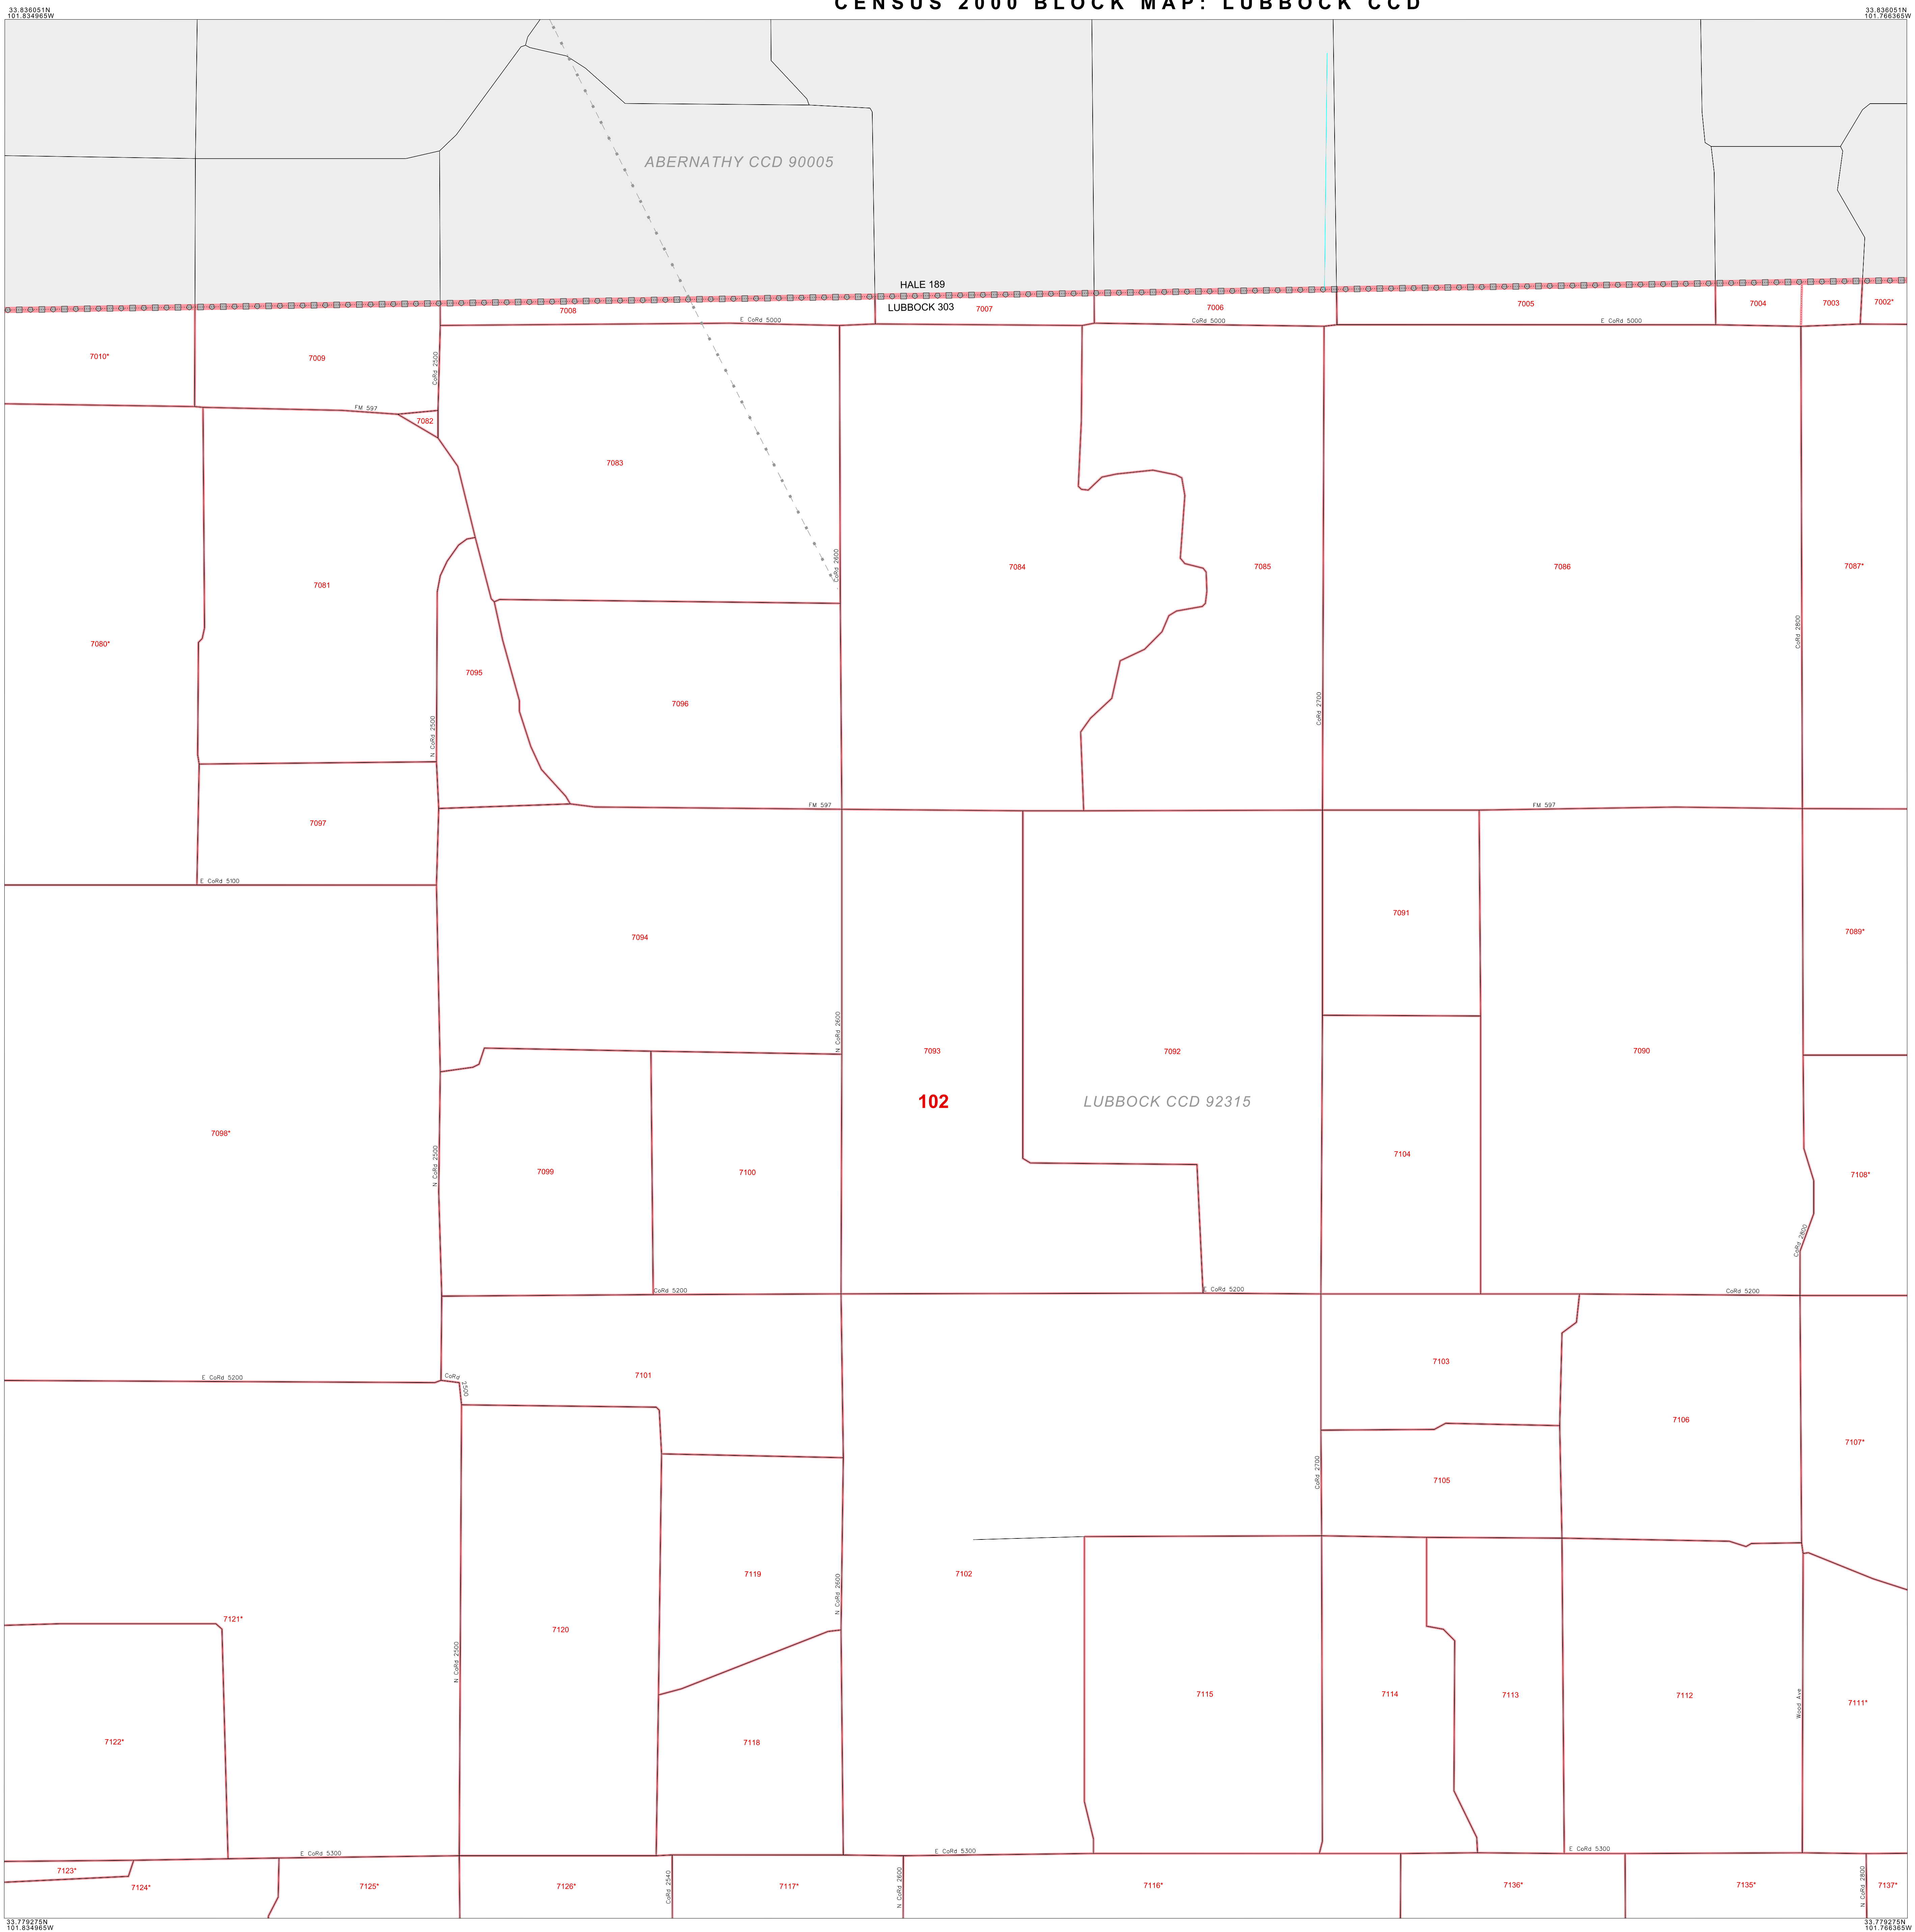 CENSUS 2000 BLOCK MAP: LUBBOCK CCD
33.836051N
101.834965W
33.836051N
101.766365W
ABERNATHY CCD 90005
HALE 189
LUBBOCK 303
7008
7007
7006
7005
7004
7003
7002*
E CoRd 5000
CoRd 5000
E CoRd 5000
7010*
7009
CoRd 2500
FM 597
7082
7083
7081
7084
7085
7086
7087*
CoRd 2600
CoRd 2800
7080*
7095
7096
CoRd 2700
N CoRd 2500
FM 597
FM 597
7097
E CoRd 5100
7091
7089*
7094
N CoRd 2600
7093
7092
7090
102
LUBBOCK CCD 92315
7098*
N CoRd 2500
7099
7100
7104
7108*
CoRd 2800
CoRd 5200
E CoRd 5200
CoRd 5200
7103
7101
E CoRd 5200
CoRd 2500
7106
7107*
CoRd 2700
7105
7119
7102
N CoRd 2600
7121*
7120
N CoRd 2500
7115
7114
7113
7112
Wood Ave
7111*
7122*
7118
E CoRd 5300
E CoRd 5300
E CoRd 5300
7123*
7124*
7125*
7126*
CoRd 2540
7117*
N CoRd 2600
7116*
7136*
7135*
N CoRd 2800
7137*
33.779275N
101.834965W
33.779275N
101.766365W